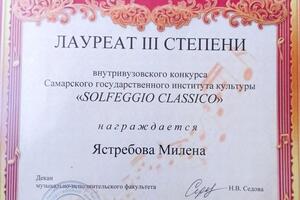 ЛАУРЕАТ III СТЕПЕНИ
внутривузовского конкурса
Самарского государственного института культуры
«SOLFEGGIO CLASSICO»
награждается
Ястребова Милена
Декан
музыкально-исполнительского факультета
Н.В. Седова